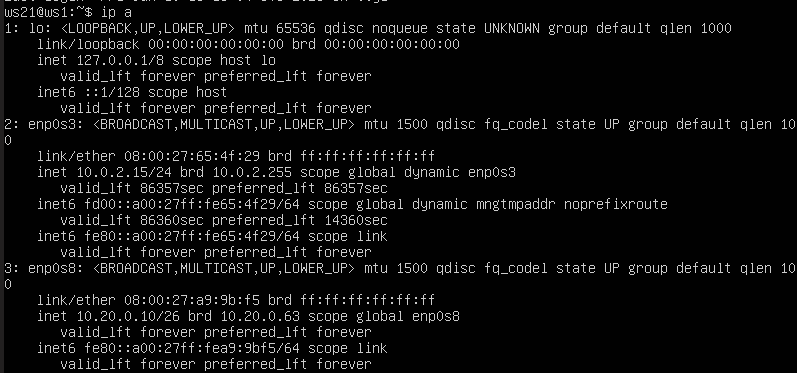 ws21@ws1:~$ ip a
1: lo: <LOOPBACK,UP,LOWER_UP> mtu 65536 qdisc noqueue state UNKNOWN group default qlen 1000
    link/loopback 00:00:00:00:00:00 brd 00:00:00:00:00:00
    inet 127.0.0.1/8 scope host lo
       valid_lft forever preferred_lft forever
    inet6 ::1/128 scope host
       valid_lft forever preferred_lft forever
2: enp0s3: <BROADCAST,MULTICAST,UP,LOWER_UP> mtu 1500 qdisc fq_codel state UP group default qlen 10
0
    link/ether 08:00:27:65:4f:29 brd ff:ff:ff:ff:ff:ff
    inet 10.0.2.15/24 brd 10.0.2.255 scope global dynamic enp0s3
       valid_lft 86357sec preferred_lft 86357sec
    inet6 fd00::a00:27ff:fe65:4f29/64 scope global dynamic mngtmpaddr noprefixroute
       valid_lft 86360sec preferred_lft 14360sec
    inet6 fe80::a00:27ff:fe65:4f29/64 scope link
       valid_lft forever preferred_lft forever
3: enp0s8: <BROADCAST,MULTICAST,UP,LOWER_UP> mtu 1500 qdisc fq_codel state UP group default qlen 10
0
    link/ether 08:00:27:a9:9b:f5 brd ff:ff:ff:ff:ff:ff
    inet 10.20.0.10/26 brd 10.20.0.63 scope global enp0s8
       valid_lft forever preferred_lft forever
    inet6 fe80::a00:27ff:fea9:9bf5/64 scope link
       valid_lft forever preferred_lft forever